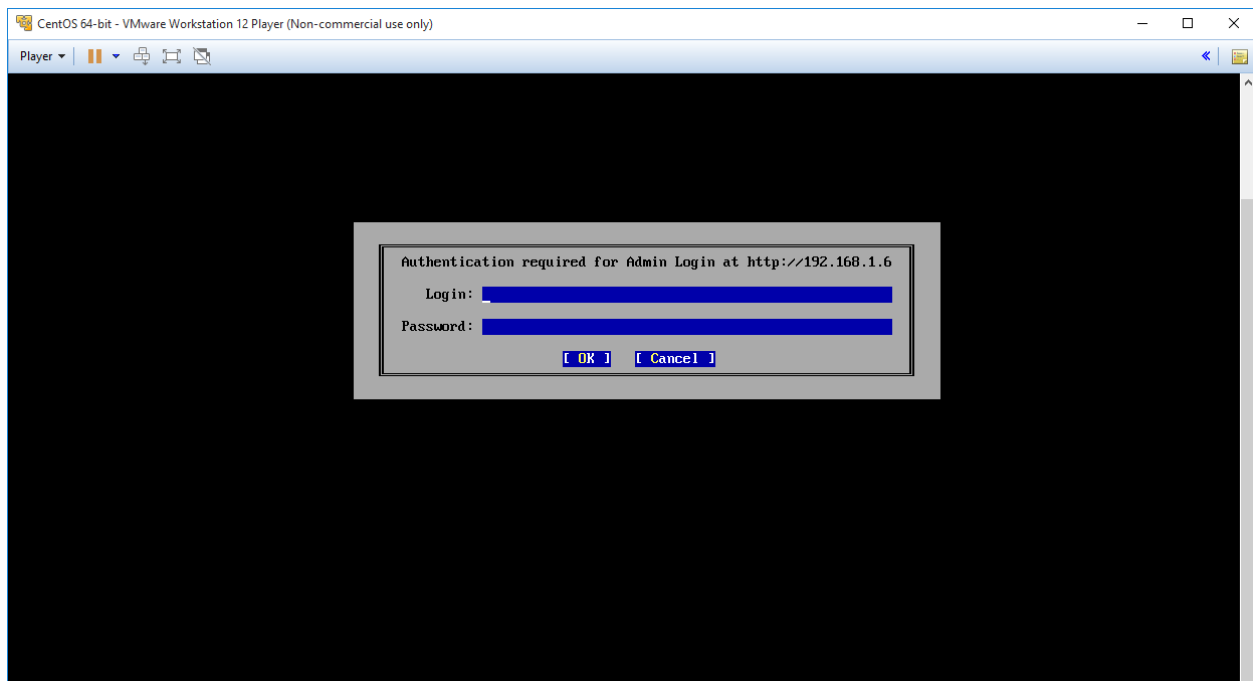 CentOS 64-bit - VMware Workstation 12 Player (Non-commercial use only)
Player
Authentication required for Admin Login at http://192.168.1.6
Login:
Password:
[ OK ] [ Cancel ]